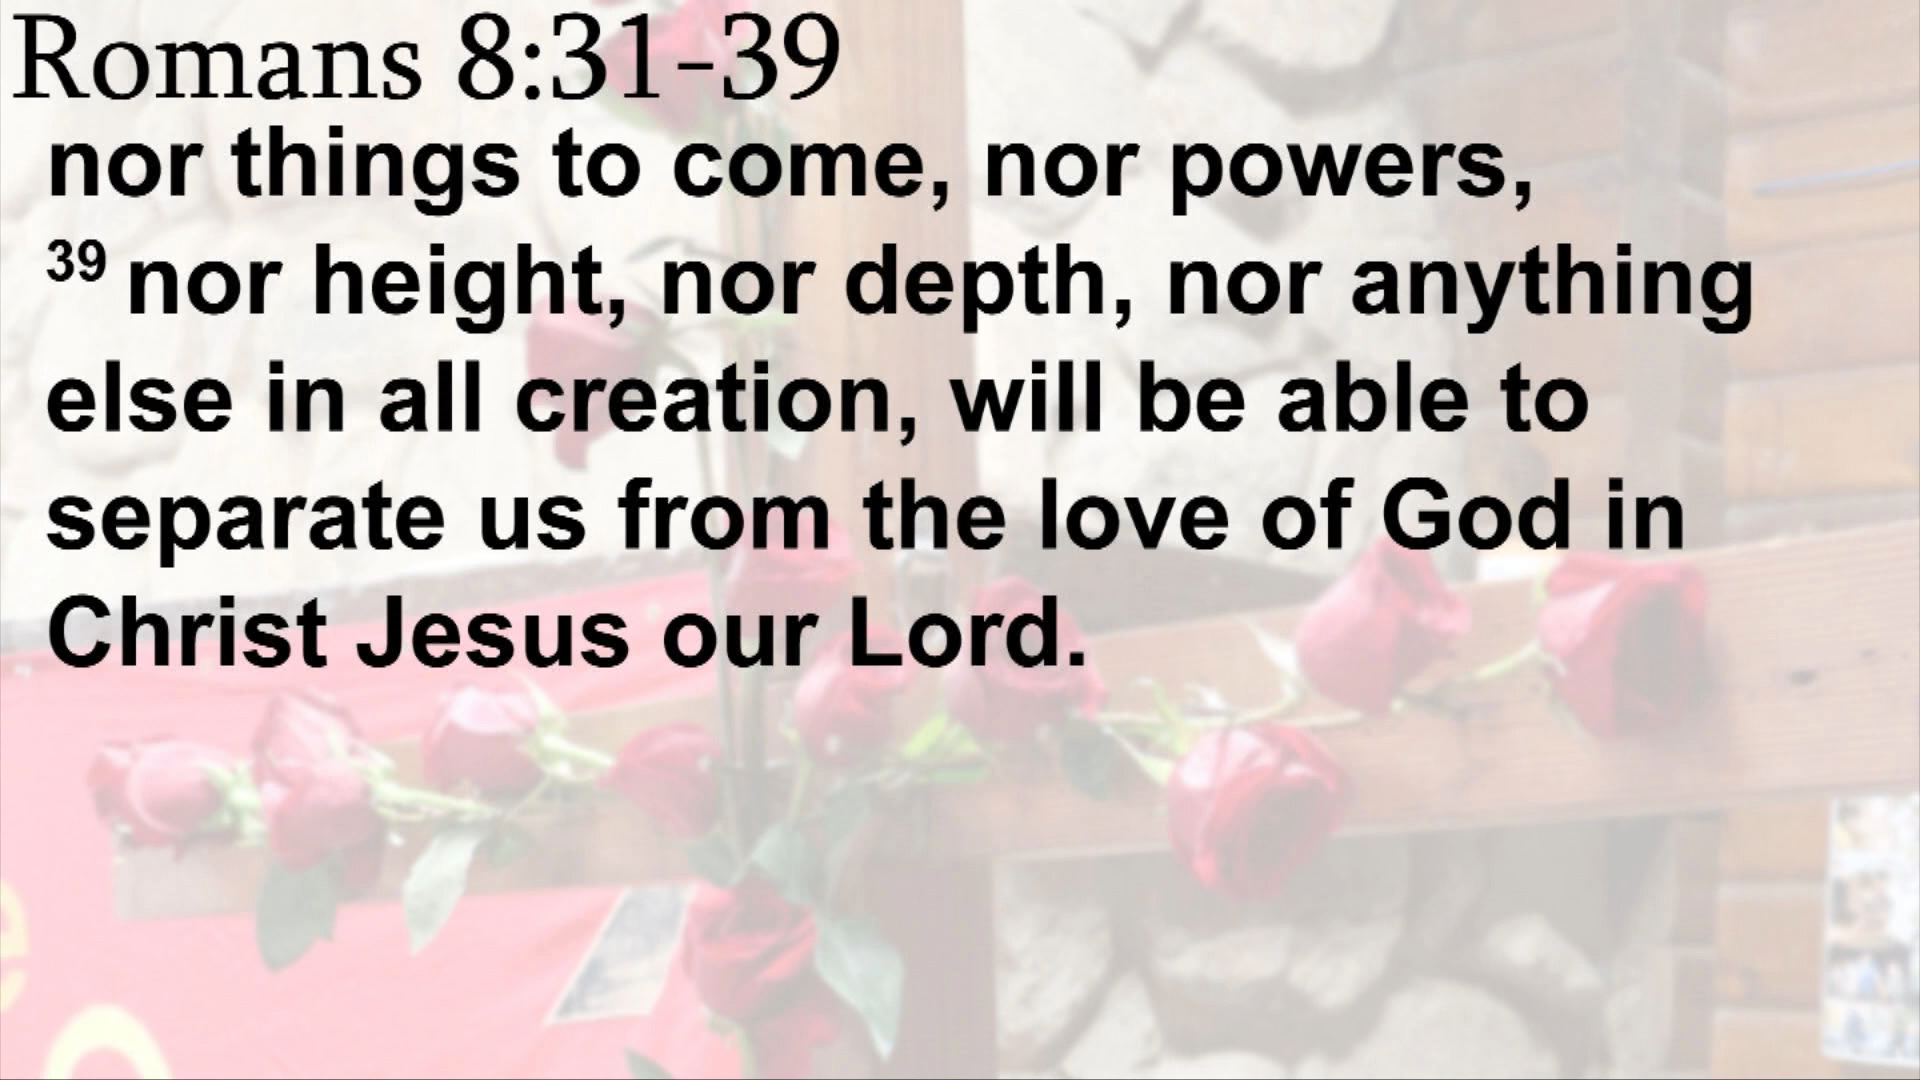 Romans 8:31-39
nor things to come, nor powers,
39 nor height, nor depth, nor anything
else in all creation, will be able to
separate us from the love of God in
Christ Jesus our Lord.